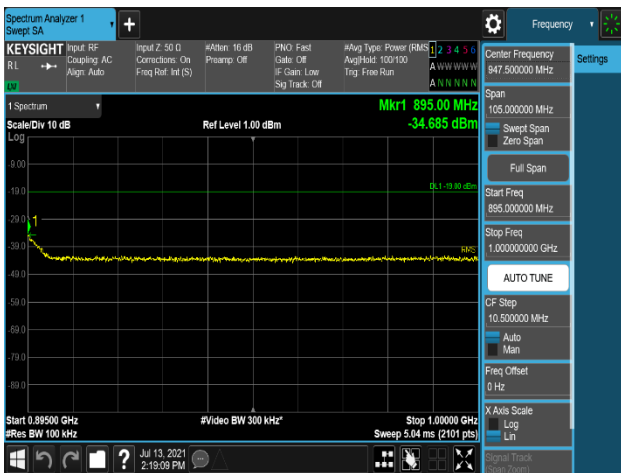 Spectrum Analyzer 1
Swept SA
+
Frequency
KEYSIGHT
RL
LXI
Input: RF
Coupling: AC
Align: Auto
Input Z: 50 Ω
Corrections: On
Freq Ref: Int (S)
#Atten: 16 dB
Preamp: Off
PNO: Fast
Gate: Off
IF Gain: Low
Sig Track: Off
#Avg Type: Power (RMS
Avg|Hold: 100/100
Trig: Free Run
1 2 3 4 5 6
A W W W W W
A N N N N N
1 Spectrum
Scale/Div 10 dB
Log
Ref Level 1.00 dBm
Mkr1 895.00 MHz
-34.685 dBm
-9.00
-19.0
DL1 -19.00 dBm
-29.0
1
-39.0
RMS
-49.0
-59.0
-69.0
-79.0
-89.0
Start 0.89500 GHz
#Res BW 100 kHz
#Video BW 300 kHz*
Stop 1.00000 GHz
Sweep 5.04 ms (2101 pts)
?
Jul 13, 2021
2:19:09 PM
Center Frequency
947.500000 MHz
Settings
Span
105.000000 MHz
Swept Span
Zero Span
Full Span
Start Freq
895.000000 MHz
Stop Freq
1.000000000 GHz
AUTO TUNE
CF Step
10.500000 MHz
Auto
Man
Freq Offset
0 Hz
X Axis Scale
Log
Lin
Signal Track
(Span Zoom)